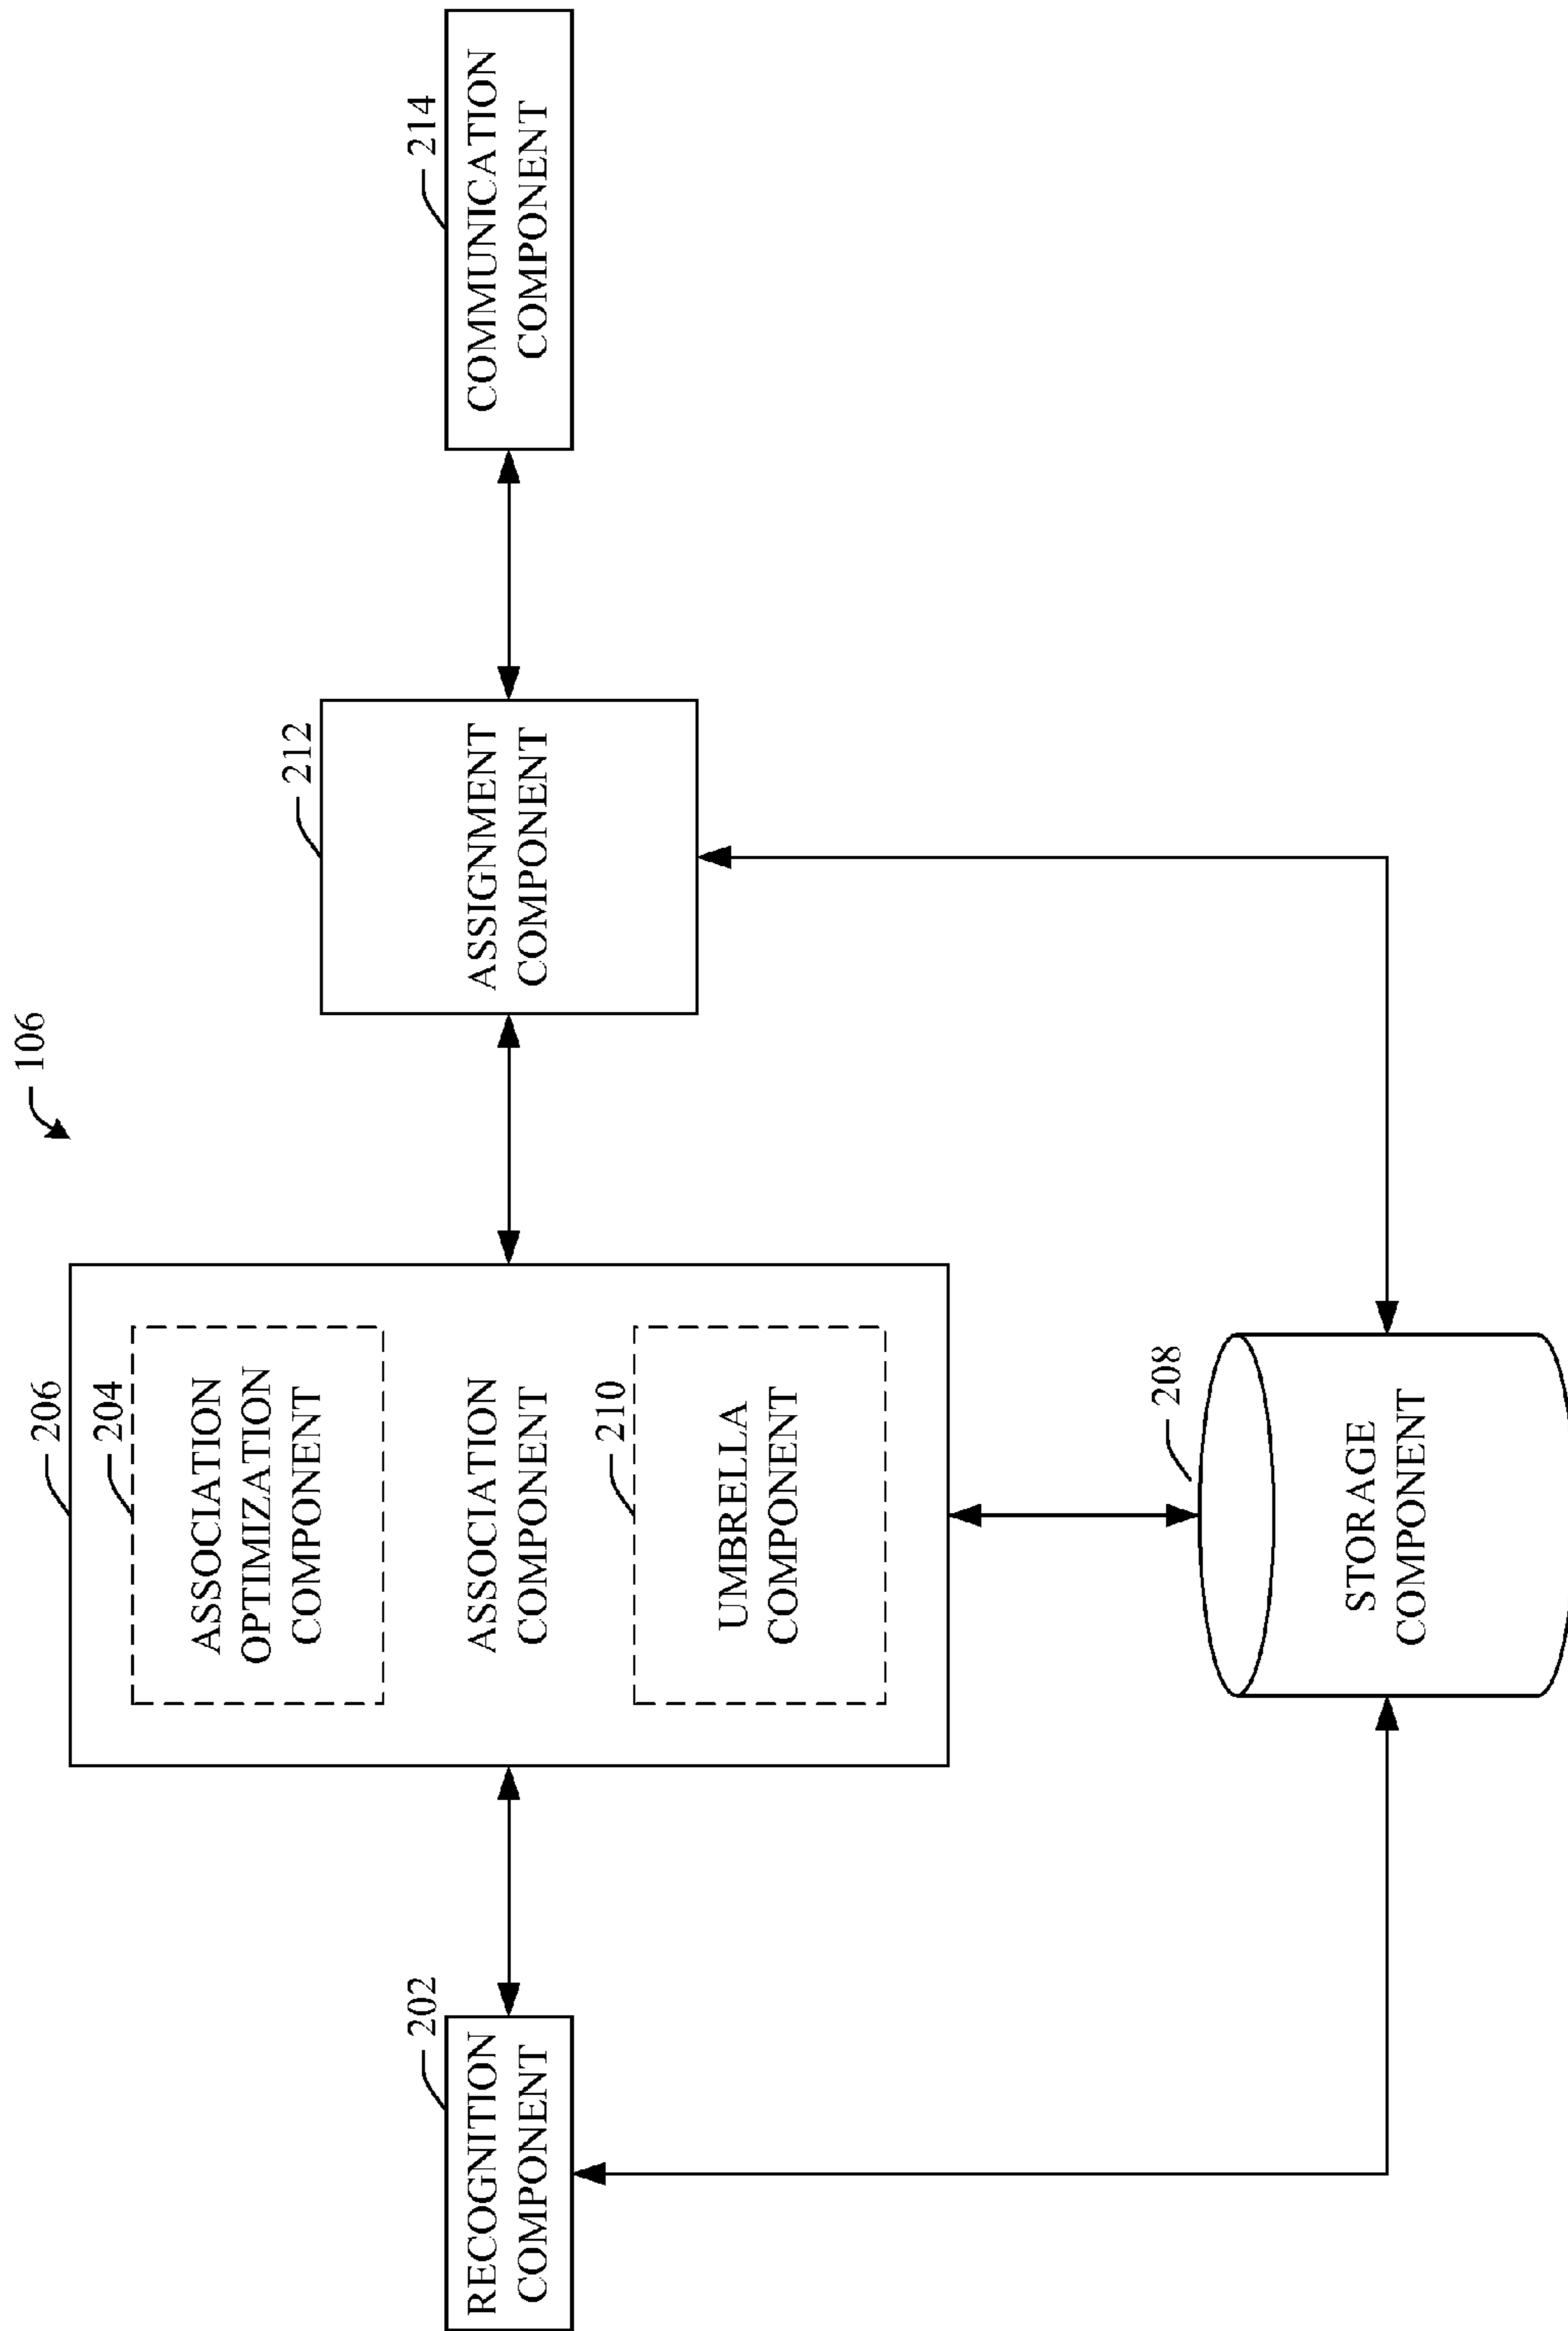 106
206
204
ASSOCIATION
OPTIMIZATION
COMPONENT
ASSOCIATION
COMPONENT
210
UMBRELLA
COMPONENT
202
RECOGNITION
COMPONENT
212
ASSIGNMENT
COMPONENT
214
COMMUNICATION
COMPONENT
208
STORAGE
COMPONENT